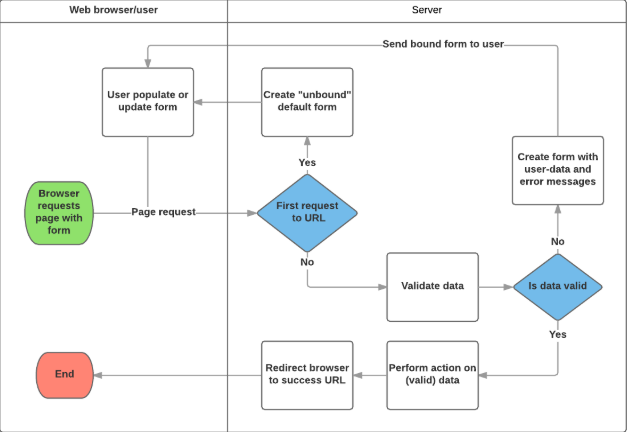 Web browser/user
Server
Send bound form to user
User populate or
update form
Create "unbound"
default form
Create form with
user-data and
error messages
Yes
Browser
requests
page with
form
Page request
First request
to URL
No
No
Validate data
Is data valid
Yes
End
Redirect browser
to success URL
Perform action on
(valid) data